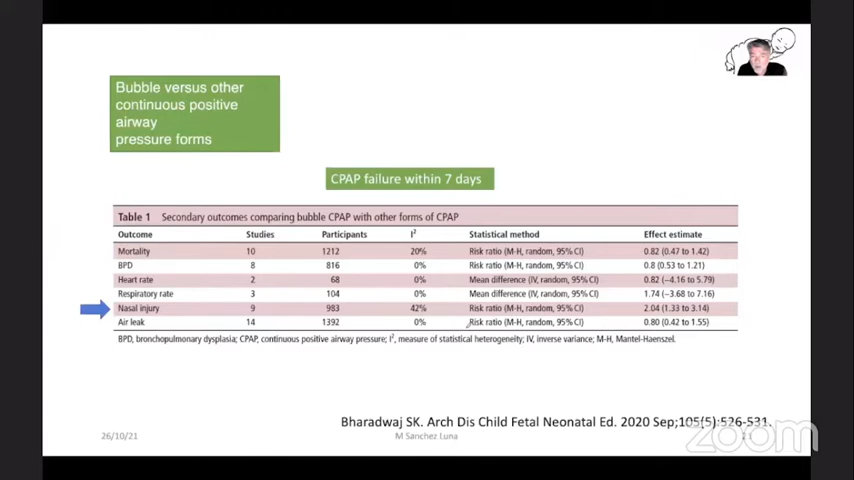 Bubble versus other
continuous positive
airway
pressure forms
CPAP failure within 7 days
Table 1 Secondary outcomes comparing bubble CPAP with other forms of CPAP
Outcome Studies Participants I² Statistical method Effect estimate
Mortality 10 1212 20% Risk ratio (M-H, random, 95% CI) 0.82 (0.47 to 1.42)
BPD 8 816 0% Risk ratio (M-H, random, 95% CI) 0.8 (0.53 to 1.21)
Heart rate 2 68 0% Mean difference (IV, random, 95% CI) 0.82 (−4.16 to 5.79)
Respiratory rate 3 104 0% Mean difference (IV, random, 95% CI) 1.74 (−3.68 to 7.16)
Nasal injury 9 983 42% Risk ratio (M-H, random, 95% CI) 2.04 (1.33 to 3.14)
Air leak 14 1392 0% Risk ratio (M-H, random, 95% CI) 0.80 (0.42 to 1.55)
BPD, bronchopulmonary dysplasia; CPAP, continuous positive airway pressure; I², measure of statistical heterogeneity; IV, inverse variance; M-H, Mantel-Haenszel.
Bharadwaj SK. Arch Dis Child Fetal Neonatal Ed. 2020 Sep;105(5):526-531.
26/10/21 M Sánchez Luna
zoom